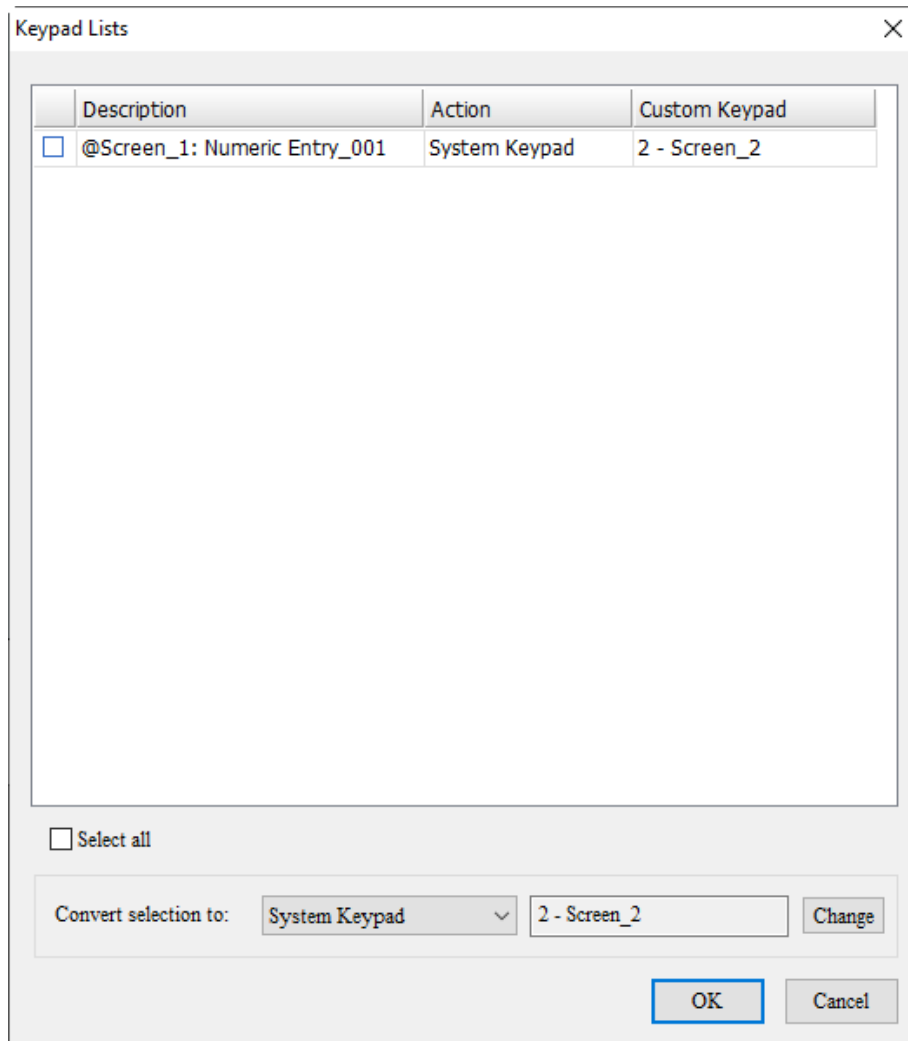 Keypad Lists
Description Action Custom Keypad
@Screen_1: Numeric Entry_001 System Keypad 2 - Screen_2
Select all
Convert selection to: System Keypad 2 - Screen_2 Change
OK Cancel